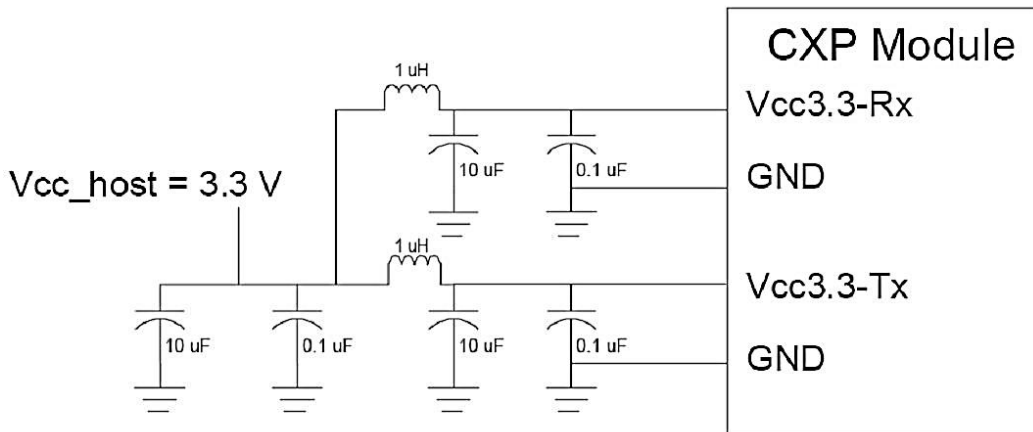 CXP Module
1 uH
Vcc3.3-Rx
10 uF
0.1 uF
GND
Vcc_host = 3.3 V
1 uH
Vcc3.3-Tx
10 uF
0.1 uF
10 uF
0.1 uF
GND